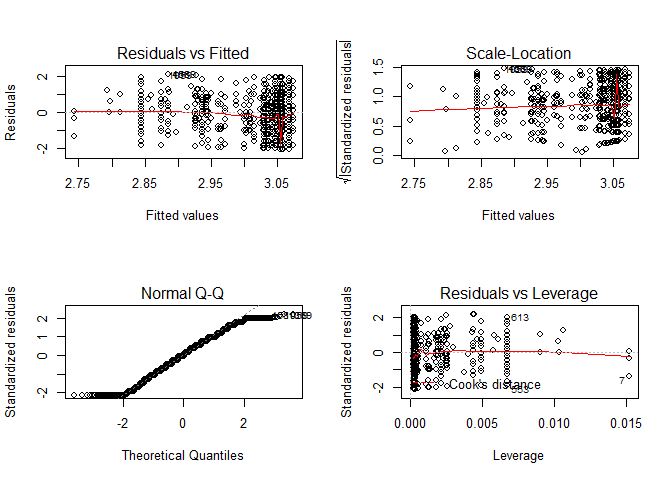 Residuals vs Fitted
Residuals
2
1
0
-2
2.75
2.85
2.95
3.05
Fitted values
Scale-Location
√|Standardized residuals|
1.5
1.0
0.5
0.0
2.75
2.85
2.95
3.05
Fitted values
Normal Q-Q
Standardized residuals
2
1
0
-2
-2
0
2
Theoretical Quantiles
Residuals vs Leverage
Standardized residuals
2
1
0
-2
613
Cook's distance
7
553
0.000
0.005
0.010
0.015
Leverage